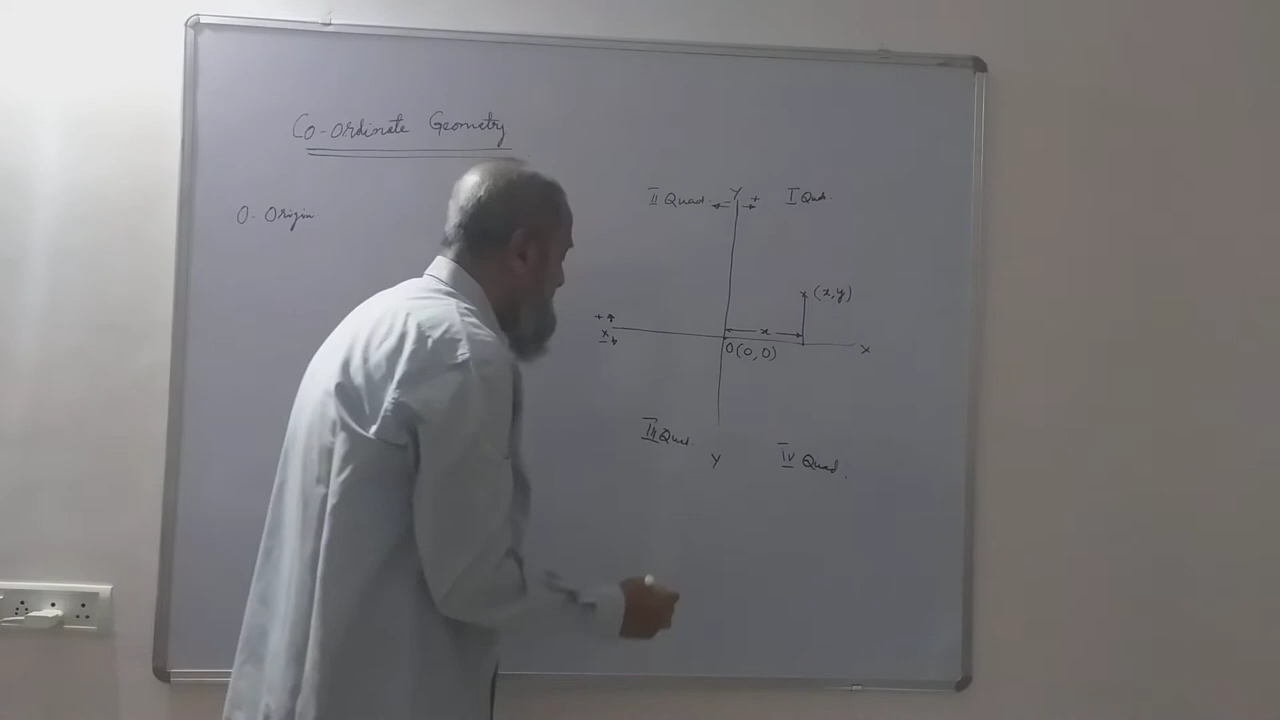 Co-ordinate Geometry
O - Origin
II Quad. Y + I Quad.
(x,y)
+
x
X
O(0,0)
X
III Quad.
Y
IV Quad.